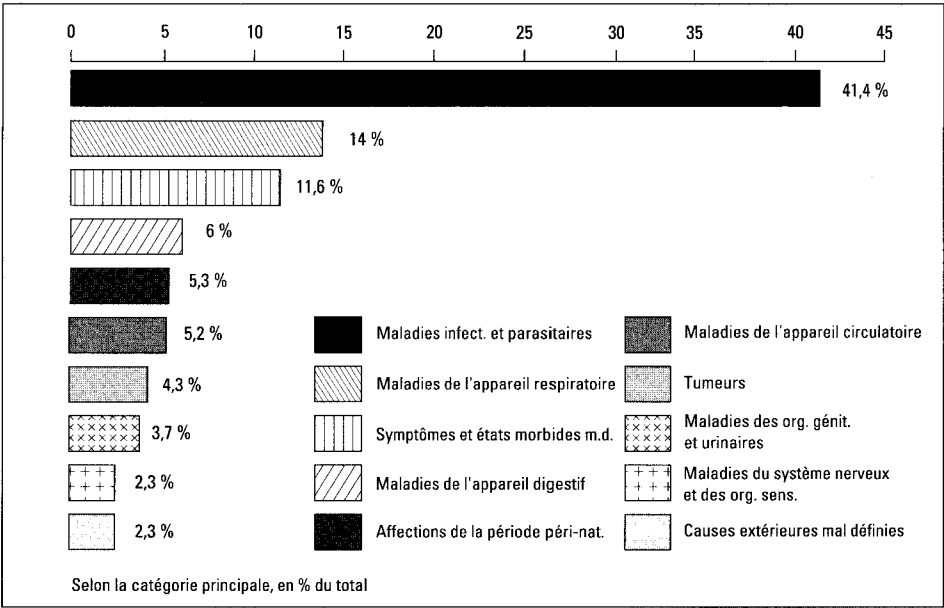 0 5 10 15 20 25 30 35 40 45
41,4 %
14 %
11,6 %
6 %
5,3 %
5,2 %
4,3 %
3,7 %
2,3 %
2,3 %
Maladies infect. et parasitaires
Maladies de l'appareil respiratoire
Symptômes et états morbides m.d.
Maladies de l'appareil digestif
Affections de la période péri-nat.
Maladies de l'appareil circulatoire
Tumeurs
Maladies des org. génit.
et urinaires
Maladies du système nerveux
et des org. sens.
Causes extérieures mal définies
Selon la catégorie principale, en % du total